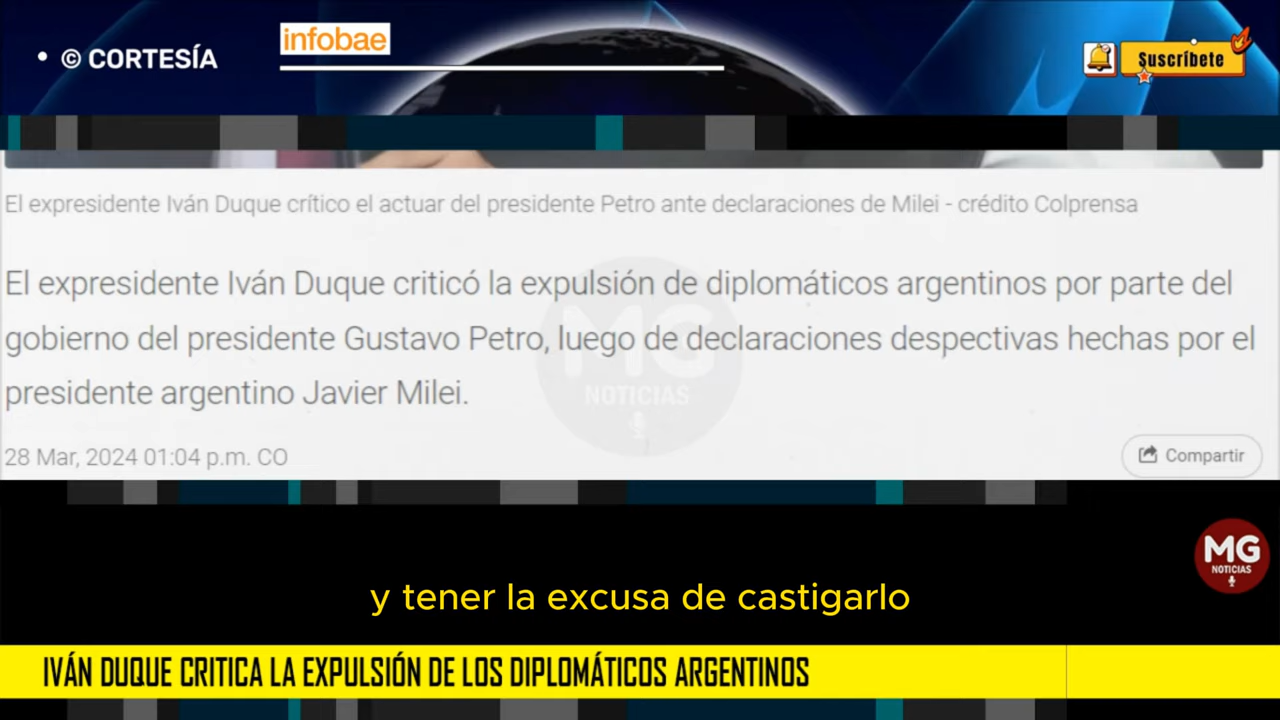 • © CORTESÍA
infobae
Suscríbete
El expresidente Iván Duque crítico el actuar del presidente Petro ante declaraciones de Milei - crédito Colprensa
El expresidente Iván Duque criticó la expulsión de diplomáticos argentinos por parte del
gobierno del presidente Gustavo Petro, luego de declaraciones despectivas hechas por el
presidente argentino Javier Milei.
MG
NOTICIAS
28 Mar, 2024 01:04 p.m. CO
Compartir
MG
NOTICIAS
y tener la excusa de castigarlo
IVÁN DUQUE CRITICA LA EXPULSIÓN DE LOS DIPLOMÁTICOS ARGENTINOS